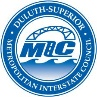 DULUTH-SUPERIOR
MIC
METROPOLITAN INTERSTATE COUNCIL